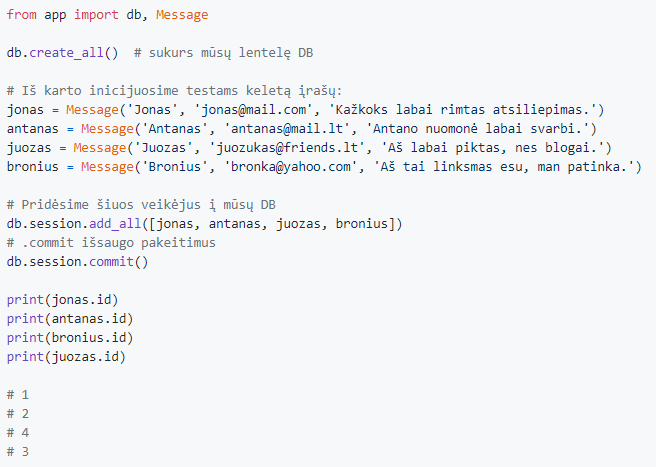 from app import db, Message
db.create_all()  # sukurs mūsų lentelę DB
# Iš karto inicijuosime testams keletą įrašų:
jonas = Message('Jonas', 'jonas@mail.com', 'Kažkoks labai rimtas atsiliepimas.')
antanas = Message('Antanas', 'antanas@mail.lt', 'Antano nuomonė labai svarbi.')
juozas = Message('Juozas', 'juozukas@friends.lt', 'Aš labai piktas, nes blogai.')
bronius = Message('Bronius', 'bronka@yahoo.com', 'Aš tai linksmas esu, man patinka.')
# Pridėsime šiuos veikėjus į mūsų DB
db.session.add_all([jonas, antanas, juozas, bronius])
# .commit išsaugo pakeitimus
db.session.commit()
print(jonas.id)
print(antanas.id)
print(bronius.id)
print(juozas.id)
# 1
# 2
# 4
# 3